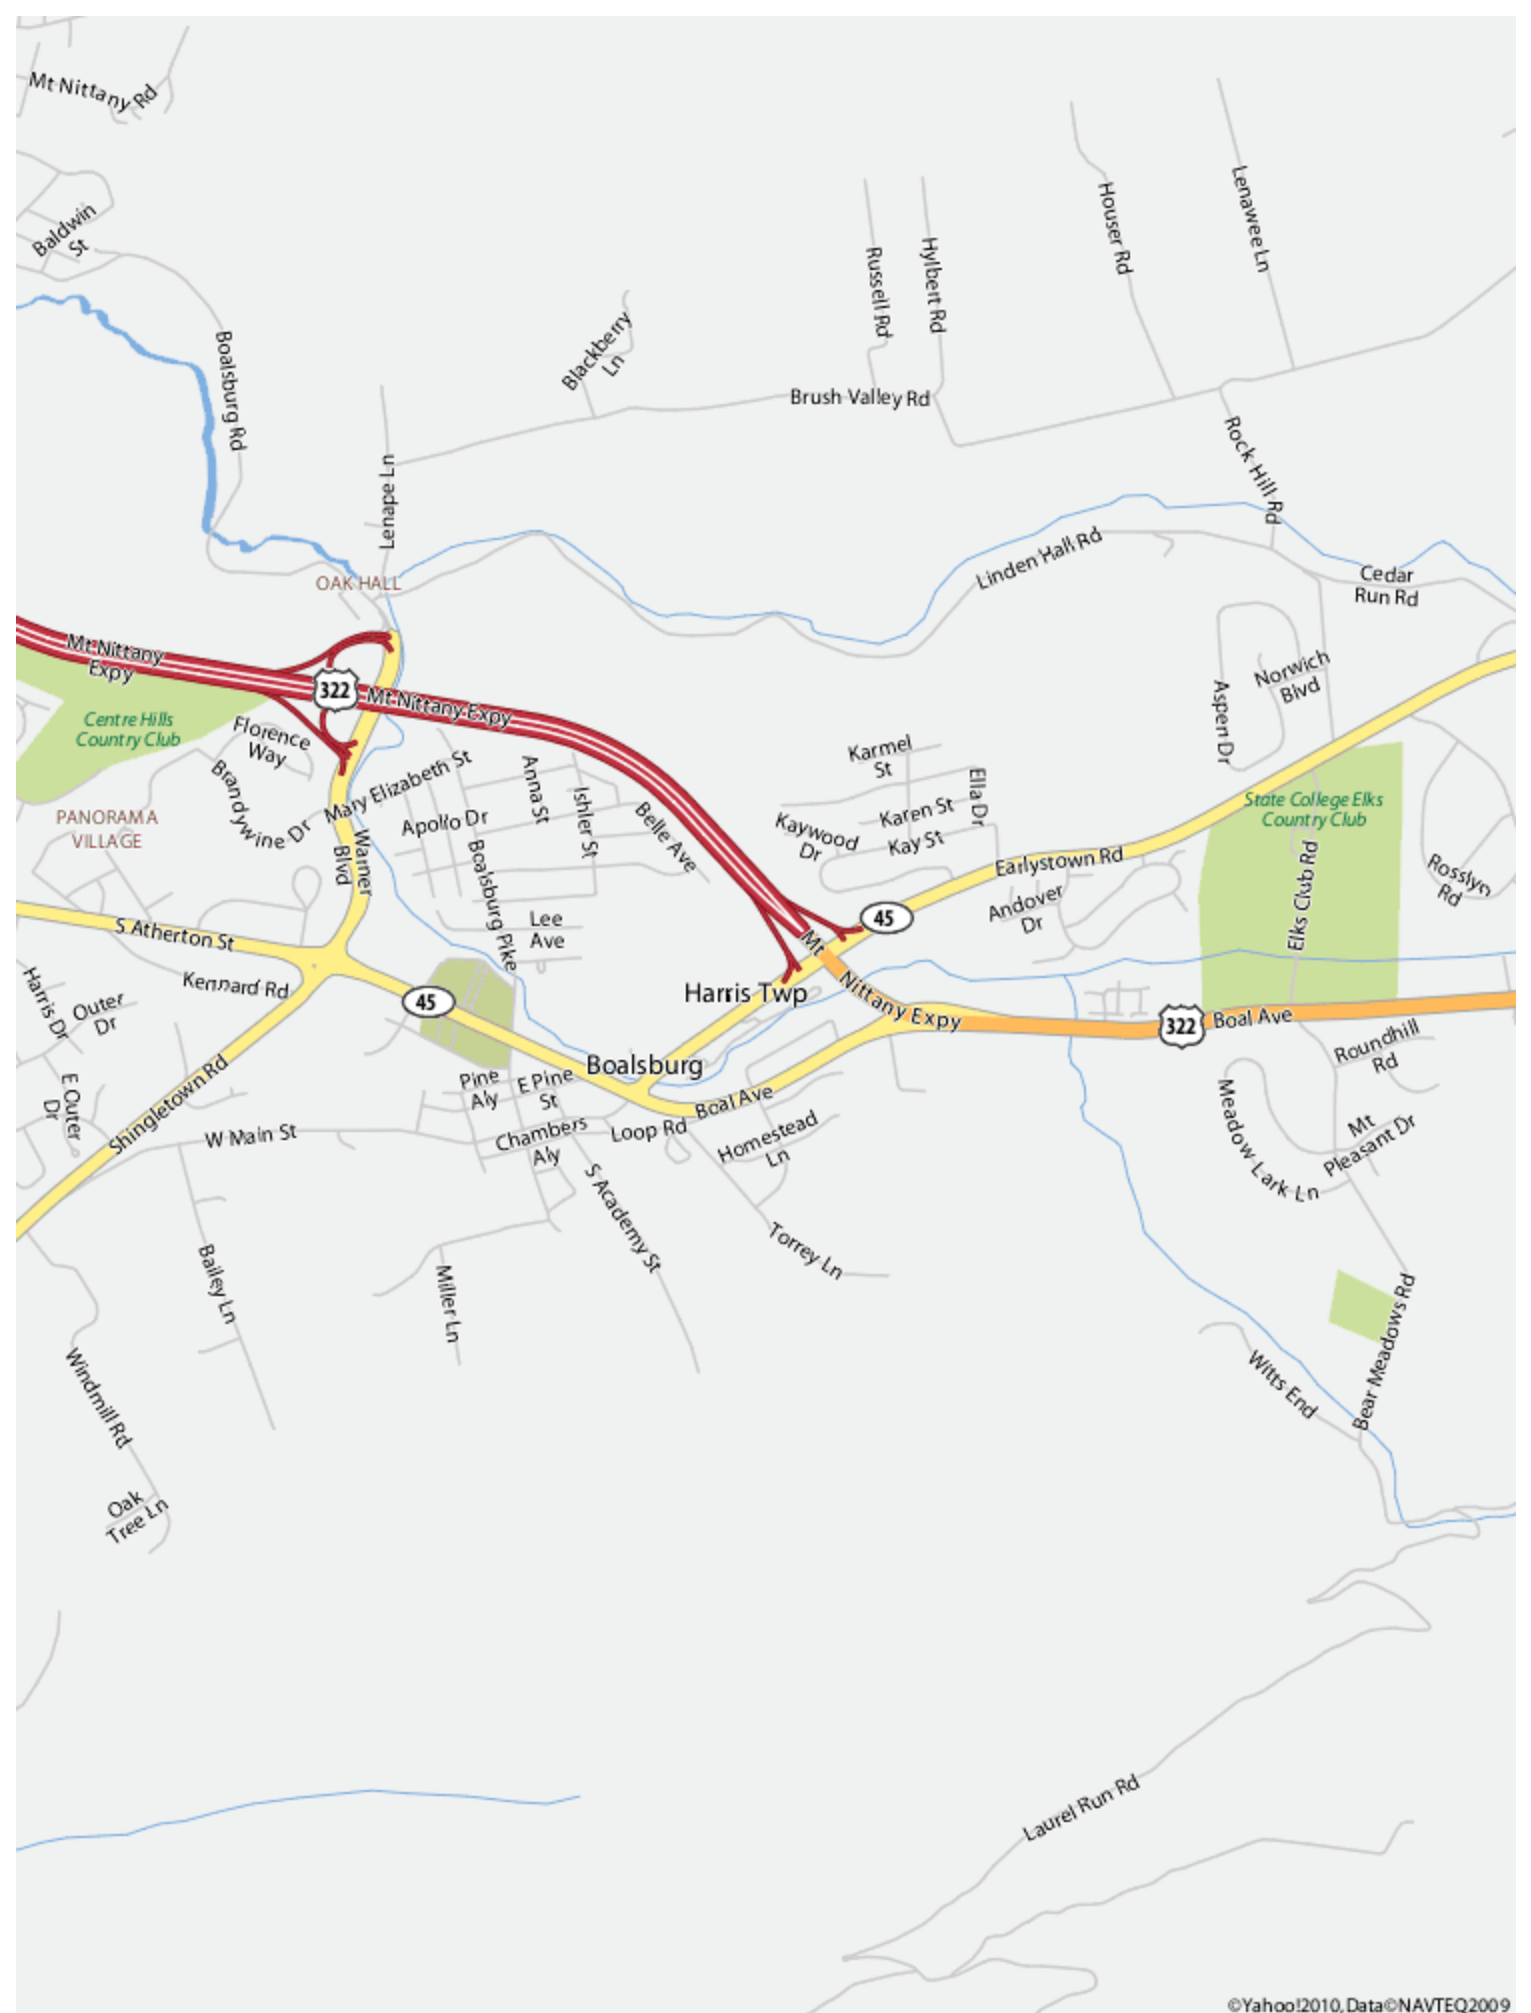 Mt Nittany Rd
Baldwin
St
Boalsburg Rd
Blackberry
Ln
Russell Rd
Hylbert Rd
Houser Rd
Lenawee Ln
Brush Valley Rd
Rock Hill Rd
Lenape Ln
Linden Hall Rd
OAK HALL
Cedar
Run Rd
Mt Nittany
Expy
322
Mt Nittany Expy
Centre Hills
Country Club
Florence
Way
Aspen Dr
Norwich
Blvd
Brandywine Dr
Mary Elizabeth St
Anna St
Ishler St
Karmel
St
Ella Dr
State College Elks
Country Club
PANORAMA
VILLAGE
Apollo Dr
Belle Ave
Karen St
Kaywood
Dr
Kay St
Warner
Blvd
Boalsburg Pike
Earlystown Rd
Elks Club Rd
Rosslyn
Rd
S Atherton St
Lee
Ave
45
Andover
Dr
Kennard Rd
Harris Dr
Outer
Dr
45
Harris Twp
Mt Nittany Expy
322
Boal Ave
Roundhill
Rd
Boalsburg
E Outer
Dr
Shingletown Rd
Pine
Aly
E Pine
St
Boal Ave
Meadow Lark Ln
Mt
Pleasant Dr
W Main St
Chambers
Aly
Loop Rd
Homestead
Ln
S Academy St
Torrey Ln
Bailey Ln
Miller Ln
Bear Meadows Rd
Witts End
Windmill Rd
Oak
Tree Ln
Laurel Run Rd
©Yahoo!2010, Data©NAVTEQ2009